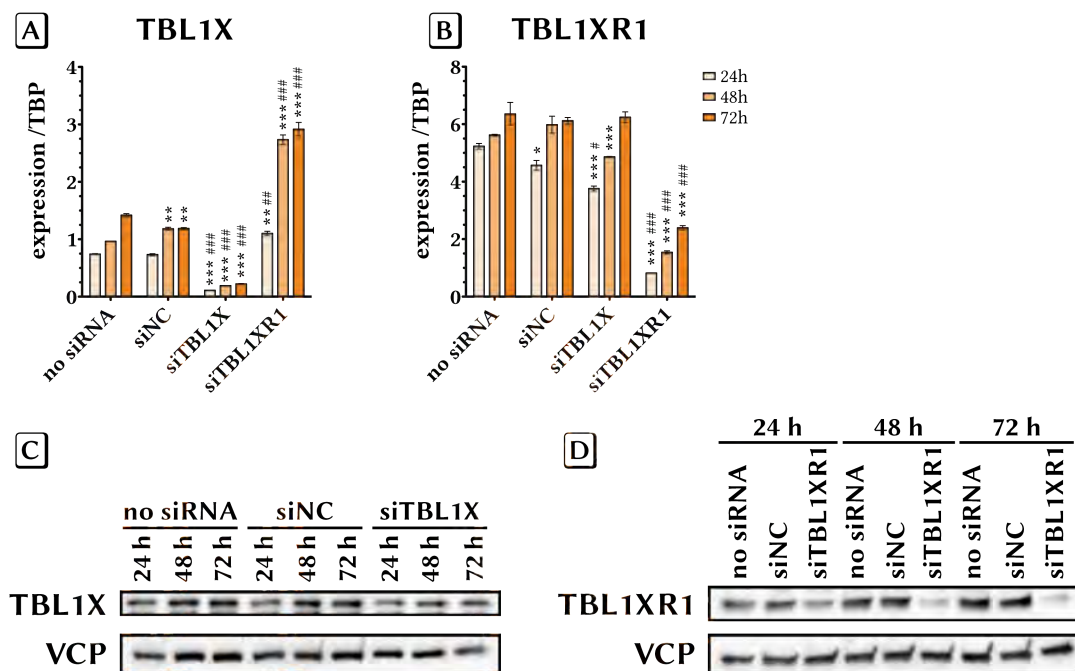 A TBL1X
expression /TBP
4
3
2
1
0
** **
*** ###
*** ###
*** ###
** ##
*** ###
*** ###
no siRNA
siNC
siTBL1X
siTBL1XR1
B TBL1XR1
expression /TBP
8
6
4
2
0
*
*** #
***
*** ###
*** ###
*** ###
no siRNA
siNC
siTBL1X
siTBL1XR1
24h
48h
72h
C
no siRNA siNC siTBL1X
24 h 48 h 72 h 24 h 48 h 72 h 24 h 48 h 72 h
TBL1X
VCP
D
24 h 48 h 72 h
no siRNA siNC siTBL1XR1 no siRNA siNC siTBL1XR1 no siRNA siNC siTBL1XR1
TBL1XR1
VCP